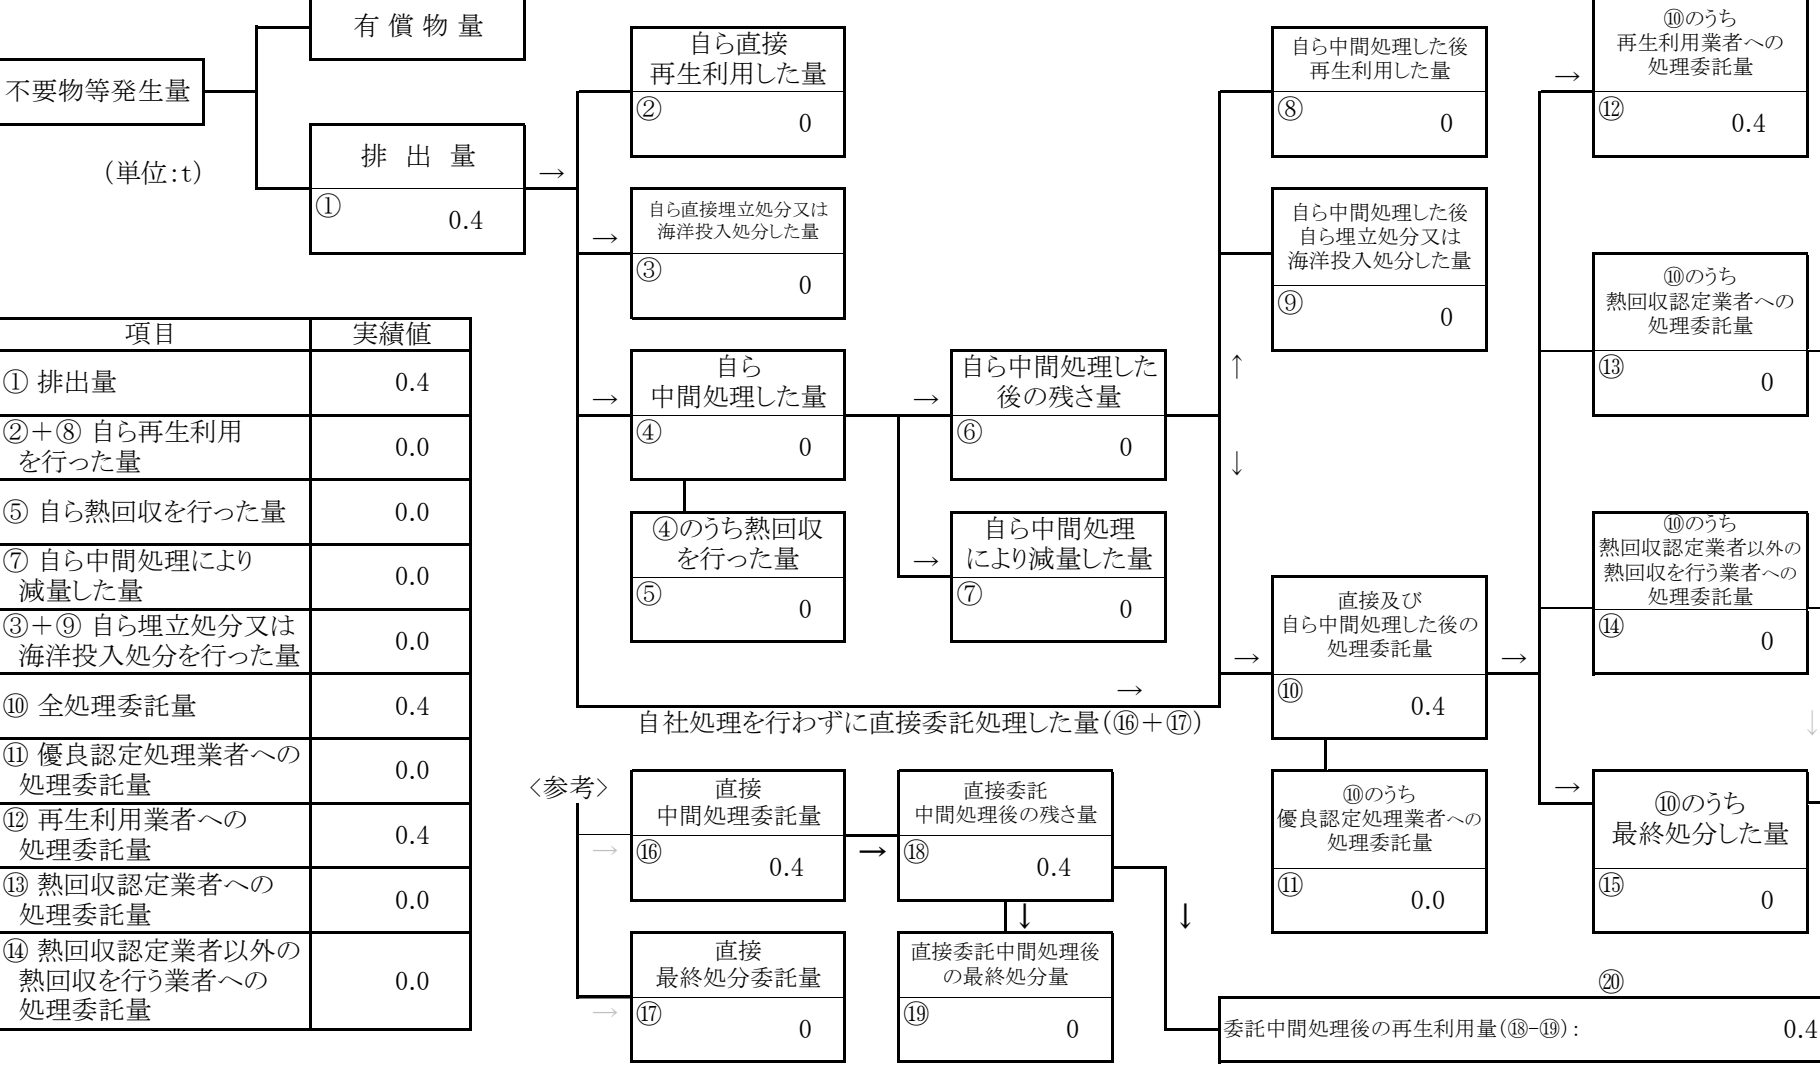 有 償 物 量
不要物等発生量
(単位:t)
排 出 量
①
0.4
→
自ら直接
再生利用した量
②
0
自ら直接埋立処分又は
海洋投入処分した量
→
③
0
自ら
中間処理した量
→
④
0
④のうち熱回収
を行った量
⑤
0
→
自ら中間処理した
後の残さ量
⑥
0
→
自ら中間処理
により減量した量
⑦
0
自ら中間処理した後
再生利用した量
⑧
0
自ら中間処理した後
自ら埋立処分又は
海洋投入処分した量
⑨
0
↑
↓
→
自社処理を行わずに直接委託処理した量(⑯+⑰)
→
直接及び
自ら中間処理した後の
処理委託量
⑩
0.4
→
⑩のうち
優良認定処理業者への
処理委託量
⑪
0.0
→
⑩のうち
再生利用業者への
処理委託量
⑫
0.4
⑩のうち
熱回収認定業者への
処理委託量
⑬
0
⑩のうち
熱回収認定業者以外の
熱回収を行う業者への
処理委託量
⑭
0
↓
→
⑩のうち
最終処分した量
⑮
0
項目 実績値
① 排出量 0.4
②+⑧ 自ら再生利用
を行った量 0.0
⑤ 自ら熱回収を行った量 0.0
⑦ 自ら中間処理により
減量した量 0.0
③+⑨ 自ら埋立処分又は
海洋投入処分を行った量 0.0
⑩ 全処理委託量 0.4
⑪ 優良認定処理業者への
処理委託量 0.0
⑫ 再生利用業者への
処理委託量 0.4
⑬ 熱回収認定業者への
処理委託量 0.0
⑭ 熱回収認定業者以外の
熱回収を行う業者への
処理委託量 0.0
<参考>
→
直接
中間処理委託量
⑯
0.4
→
直接委託
中間処理後の残さ量
⑱
0.4
↓
↓
→
直接
最終処分委託量
⑰
0
直接委託中間処理後
の最終処分量
⑲
0
⑳
委託中間処理後の再生利用量(⑱-⑲): 0.4